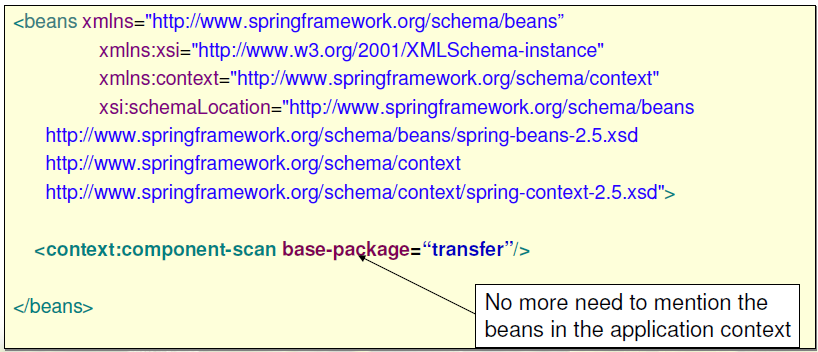 <beans xmlns="http://www.springframework.org/schema/beans”
xmlns:xsi="http://www.w3.org/2001/XMLSchema-instance"
xmlns:context="http://www.springframework.org/schema/context"
xsi:schemaLocation="http://www.springframework.org/schema/beans
http://www.springframework.org/schema/beans/spring-beans-2.5.xsd
http://www.springframework.org/schema/context
http://www.springframework.org/schema/context/spring-context-2.5.xsd">
<context:component-scan base-package=“transfer”/>
No more need to mention the
beans in the application context
</beans>